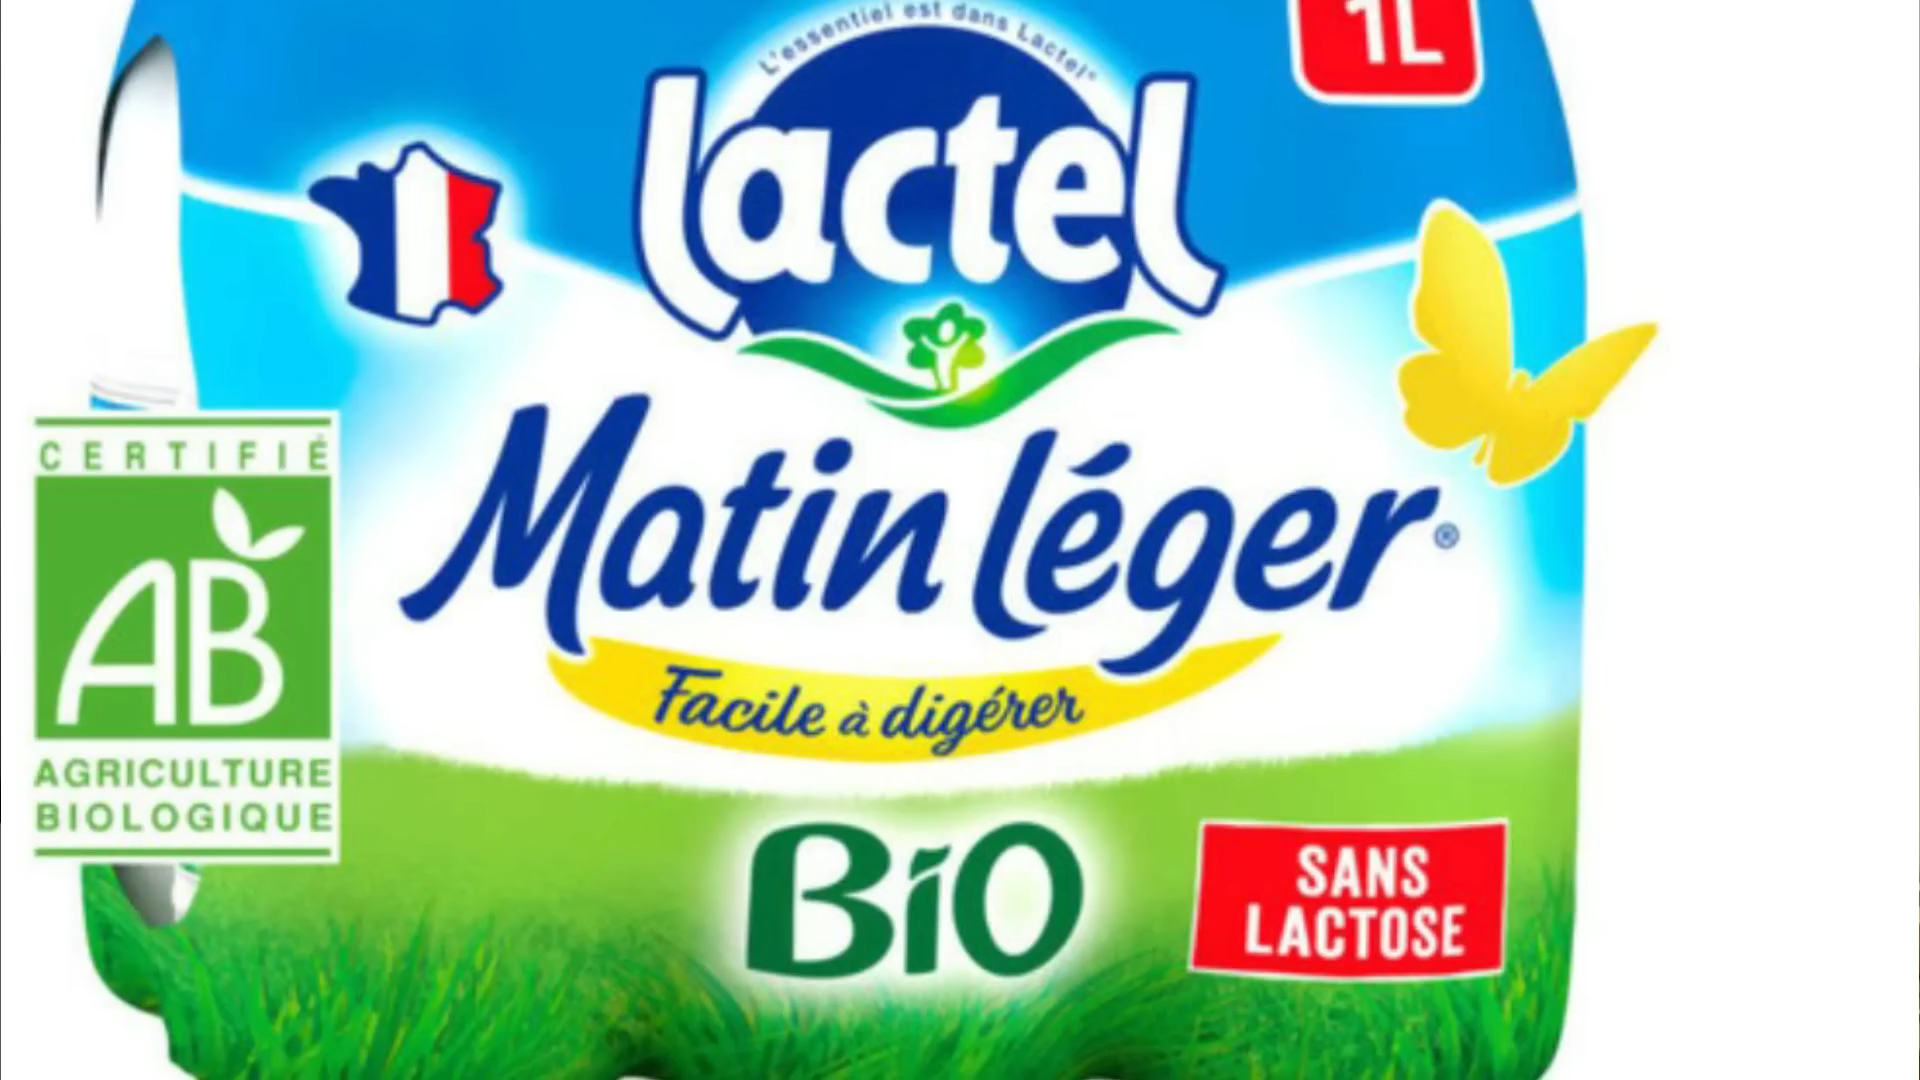 L'essentiel est dans Lactel®
1L
lactel
Matin léger®
Facile à digérer
CERTIFIÉ
AB
AGRICULTURE
BIOLOGIQUE
BiO
SANS
LACTOSE